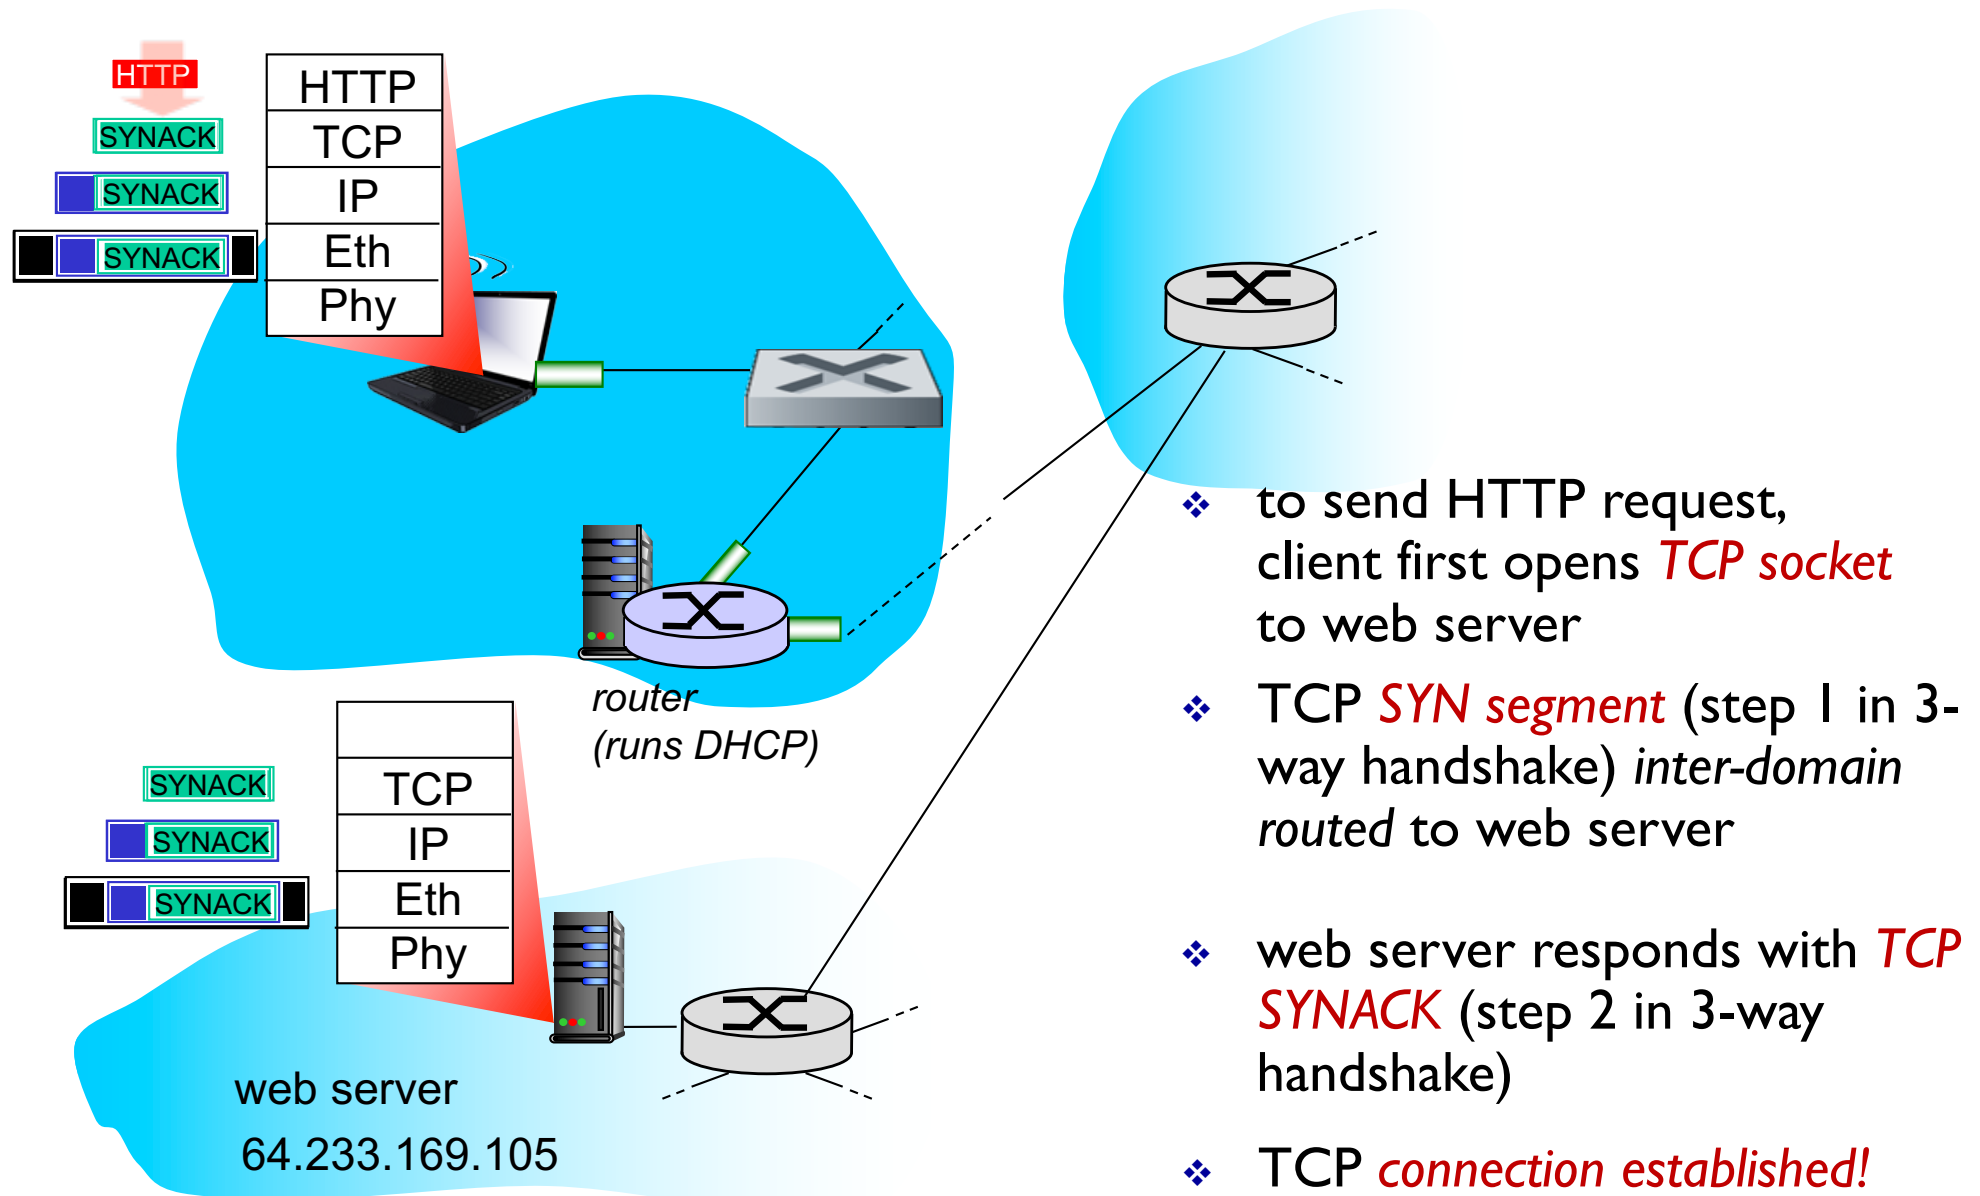 HTTP
SYNACK
SYNACK
SYNACK
HTTP
TCP
IP
Eth
Phy
router
(runs DHCP)
SYNACK
SYNACK
SYNACK
TCP
IP
Eth
Phy
web server
64.233.169.105
❖ to send HTTP request,
client first opens TCP socket
to web server
❖ TCP SYN segment (step 1 in 3-
way handshake) inter-domain
routed to web server
❖ web server responds with TCP
SYNACK (step 2 in 3-way
handshake)
❖ TCP connection established!